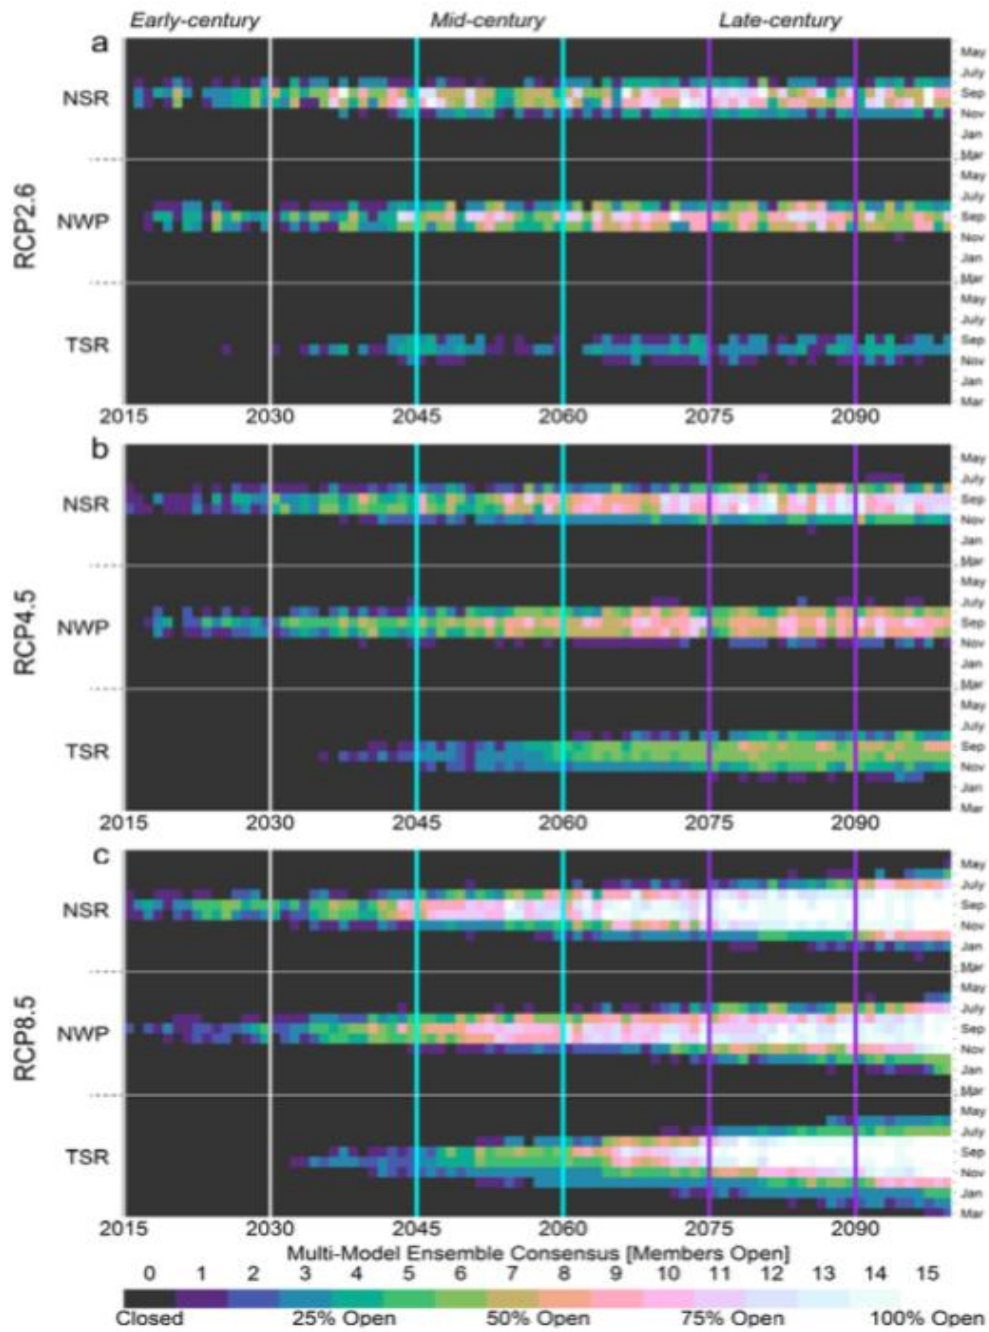 Early-century Mid-century Late-century
a
RCP2.6
NSR
May
July
Sep
Nov
Jan
Mar
NWP
May
July
Sep
Nov
Jan
Mar
TSR
May
July
Sep
Nov
Jan
Mar
2015 2030 2045 2060 2075 2090
b
RCP4.5
NSR
May
July
Sep
Nov
Jan
Mar
NWP
May
July
Sep
Nov
Jan
Mar
TSR
May
July
Sep
Nov
Jan
Mar
2015 2030 2045 2060 2075 2090
c
RCP8.5
NSR
May
July
Sep
Nov
Jan
Mar
NWP
May
July
Sep
Nov
Jan
Mar
TSR
May
July
Sep
Nov
Jan
Mar
2015 2030 2045 2060 2075 2090
Multi-Model Ensemble Consensus [Members Open]
0 1 2 3 4 5 6 7 8 9 10 11 12 13 14 15
Closed 25% Open 50% Open 75% Open 100% Open